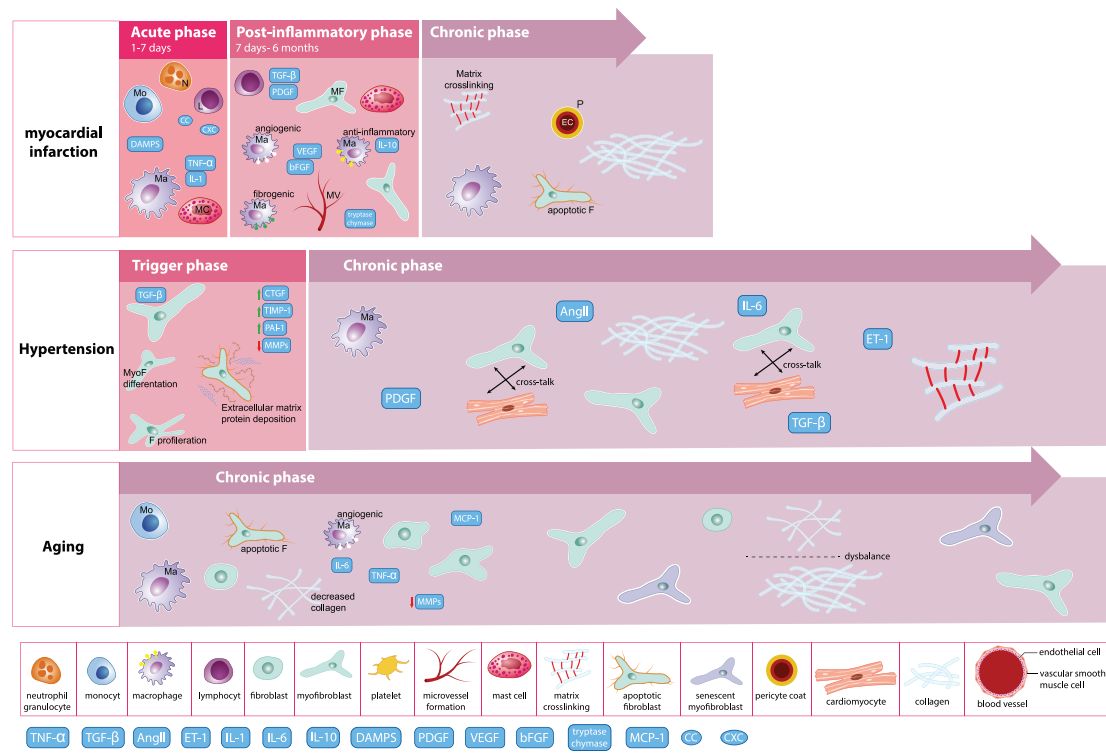 Acute phase
1-7 days
Post-inflammatory phase
7 days- 6 months
Chronic phase
myocardial
infarction
N
Mo
L
CC
CXC
DAMPS
TNF-α
IL-1
Ma
MC
TGF-β
PDGF
MF
angiogenic
Ma
VEGF
bFGF
anti-inflammatory
Ma
IL-10
fibrogenic
Ma
MV
tryptase
chymase
Matrix
crosslinking
P
EC
apoptotic F
Trigger phase
Chronic phase
Hypertension
TGF-β
CTGF
TIMP-1
PAI-1
MMPs
MyoF
differentation
Extracellular matrix
protein deposition
F profileration
Ma
PDGF
AngII
cross-talk
IL-6
cross-talk
TGF-β
ET-1
Chronic phase
Aging
Mo
Ma
apoptotic F
angiogenic
Ma
IL-6
TNF-α
MCP-1
MMPs
decreased
collagen
dysbalance
neutrophil
granulocyte
monocyt
macrophage
lymphocyt
fibroblast
myofibroblast
platelet
microvessel
formation
mast cell
matrix
crosslinking
apoptotic
fibroblast
senescent
myofibroblast
pericyte coat
cardiomyocyte
collagen
endothelial cell
vascular smooth
muscle cell
blood vessel
TNF-α
TGF-β
AngII
ET-1
IL-1
IL-6
IL-10
DAMPS
PDGF
VEGF
bFGF
tryptase
chymase
MCP-1
CC
CXC